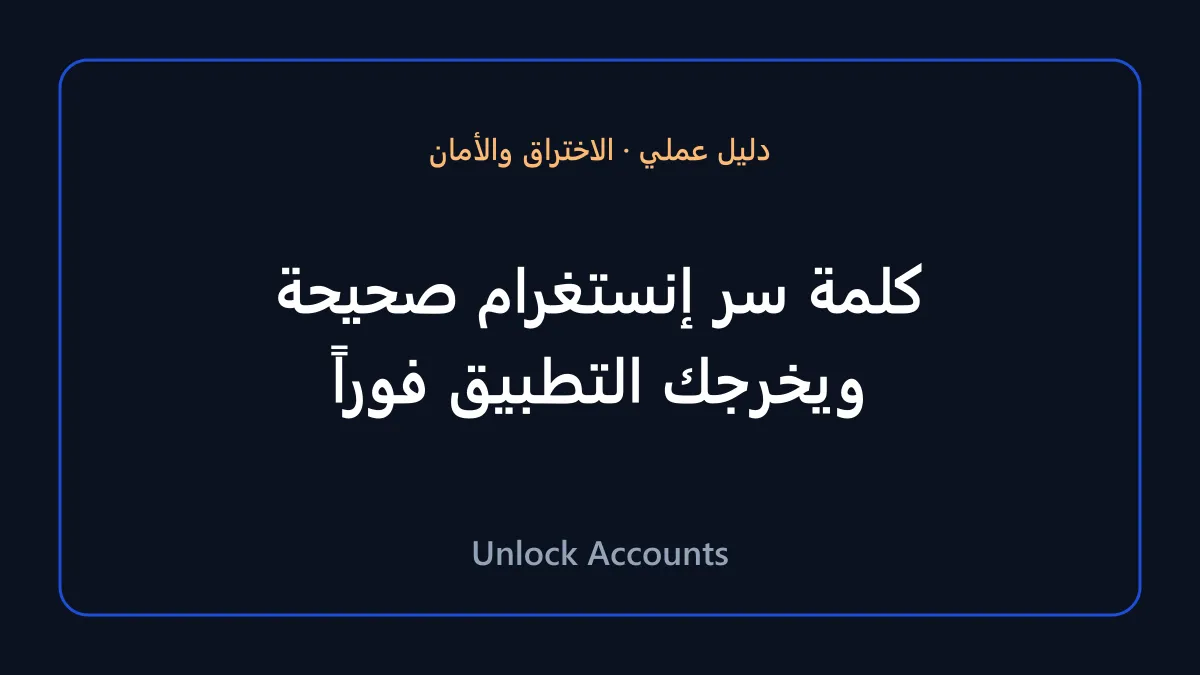 دليل عملي · الاختراق والأمان
كلمة سر إنستغرام صحيحة
ويخرجك التطبيق فوراً
Unlock Accounts